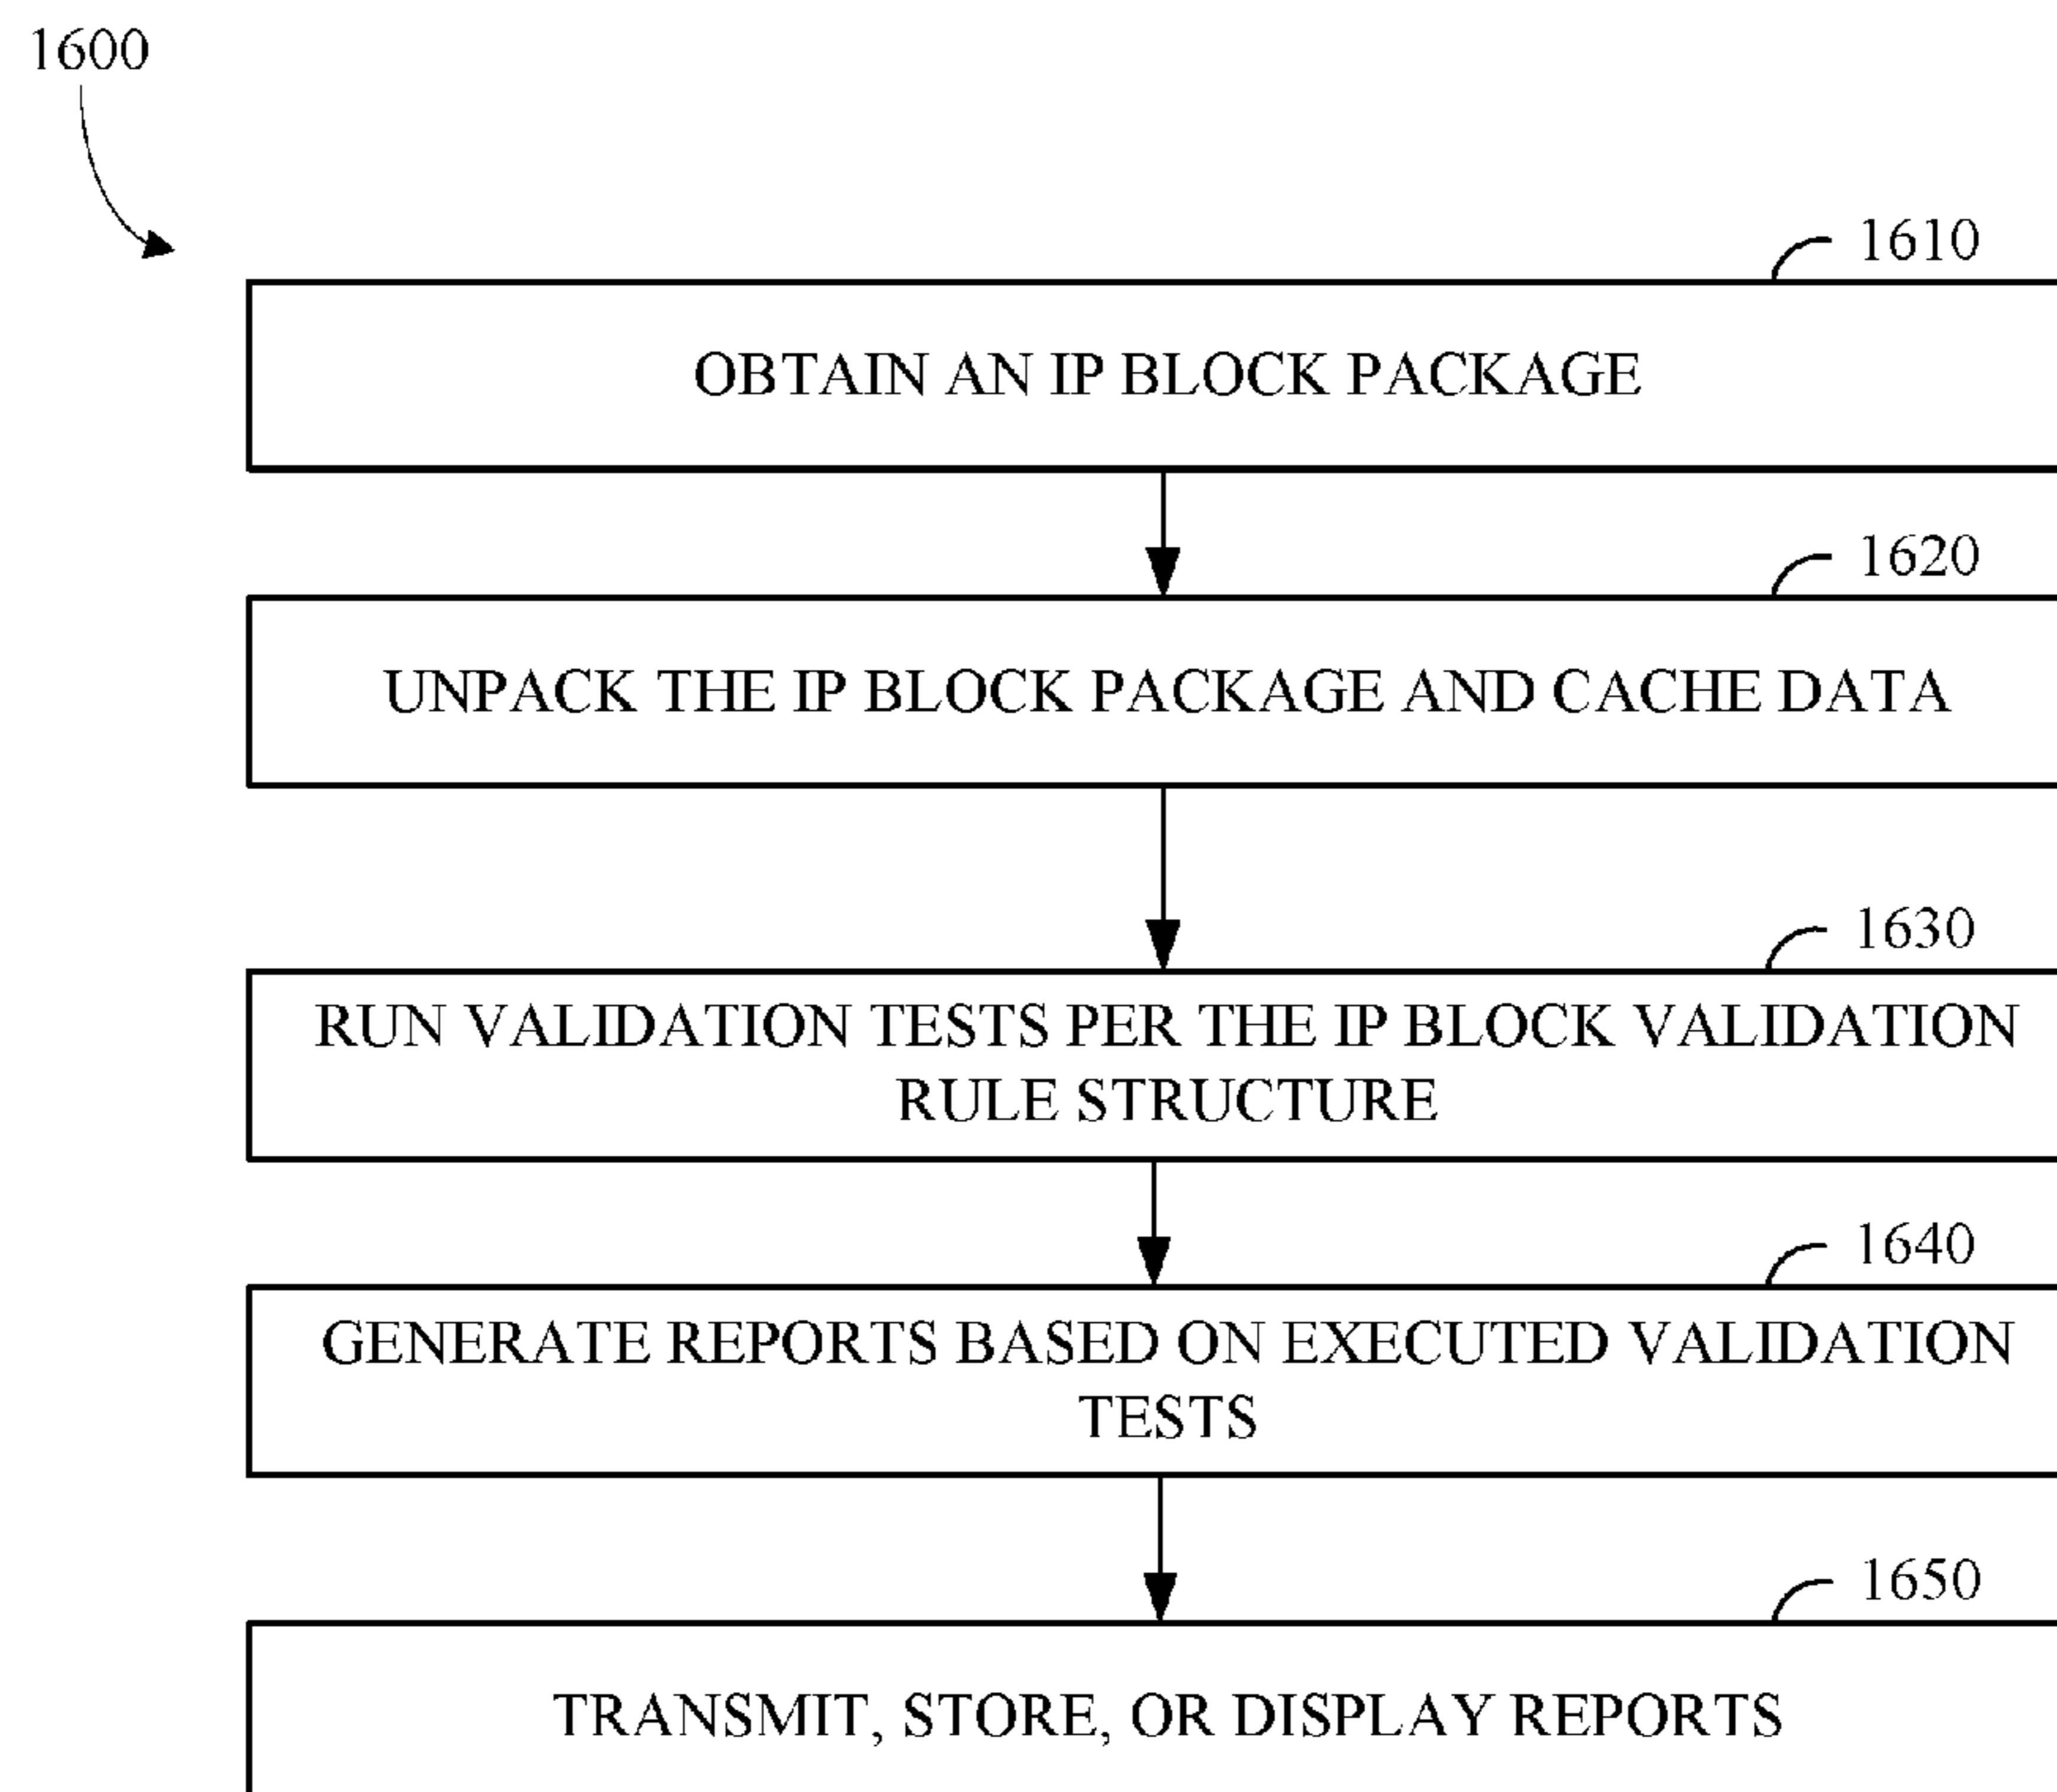 1600
1610
OBTAIN AN IP BLOCK PACKAGE
1620
UNPACK THE IP BLOCK PACKAGE AND CACHE DATA
1630
RUN VALIDATION TESTS PER THE IP BLOCK VALIDATION
RULE STRUCTURE
1640
GENERATE REPORTS BASED ON EXECUTED VALIDATION
TESTS
1650
TRANSMIT, STORE, OR DISPLAY REPORTS